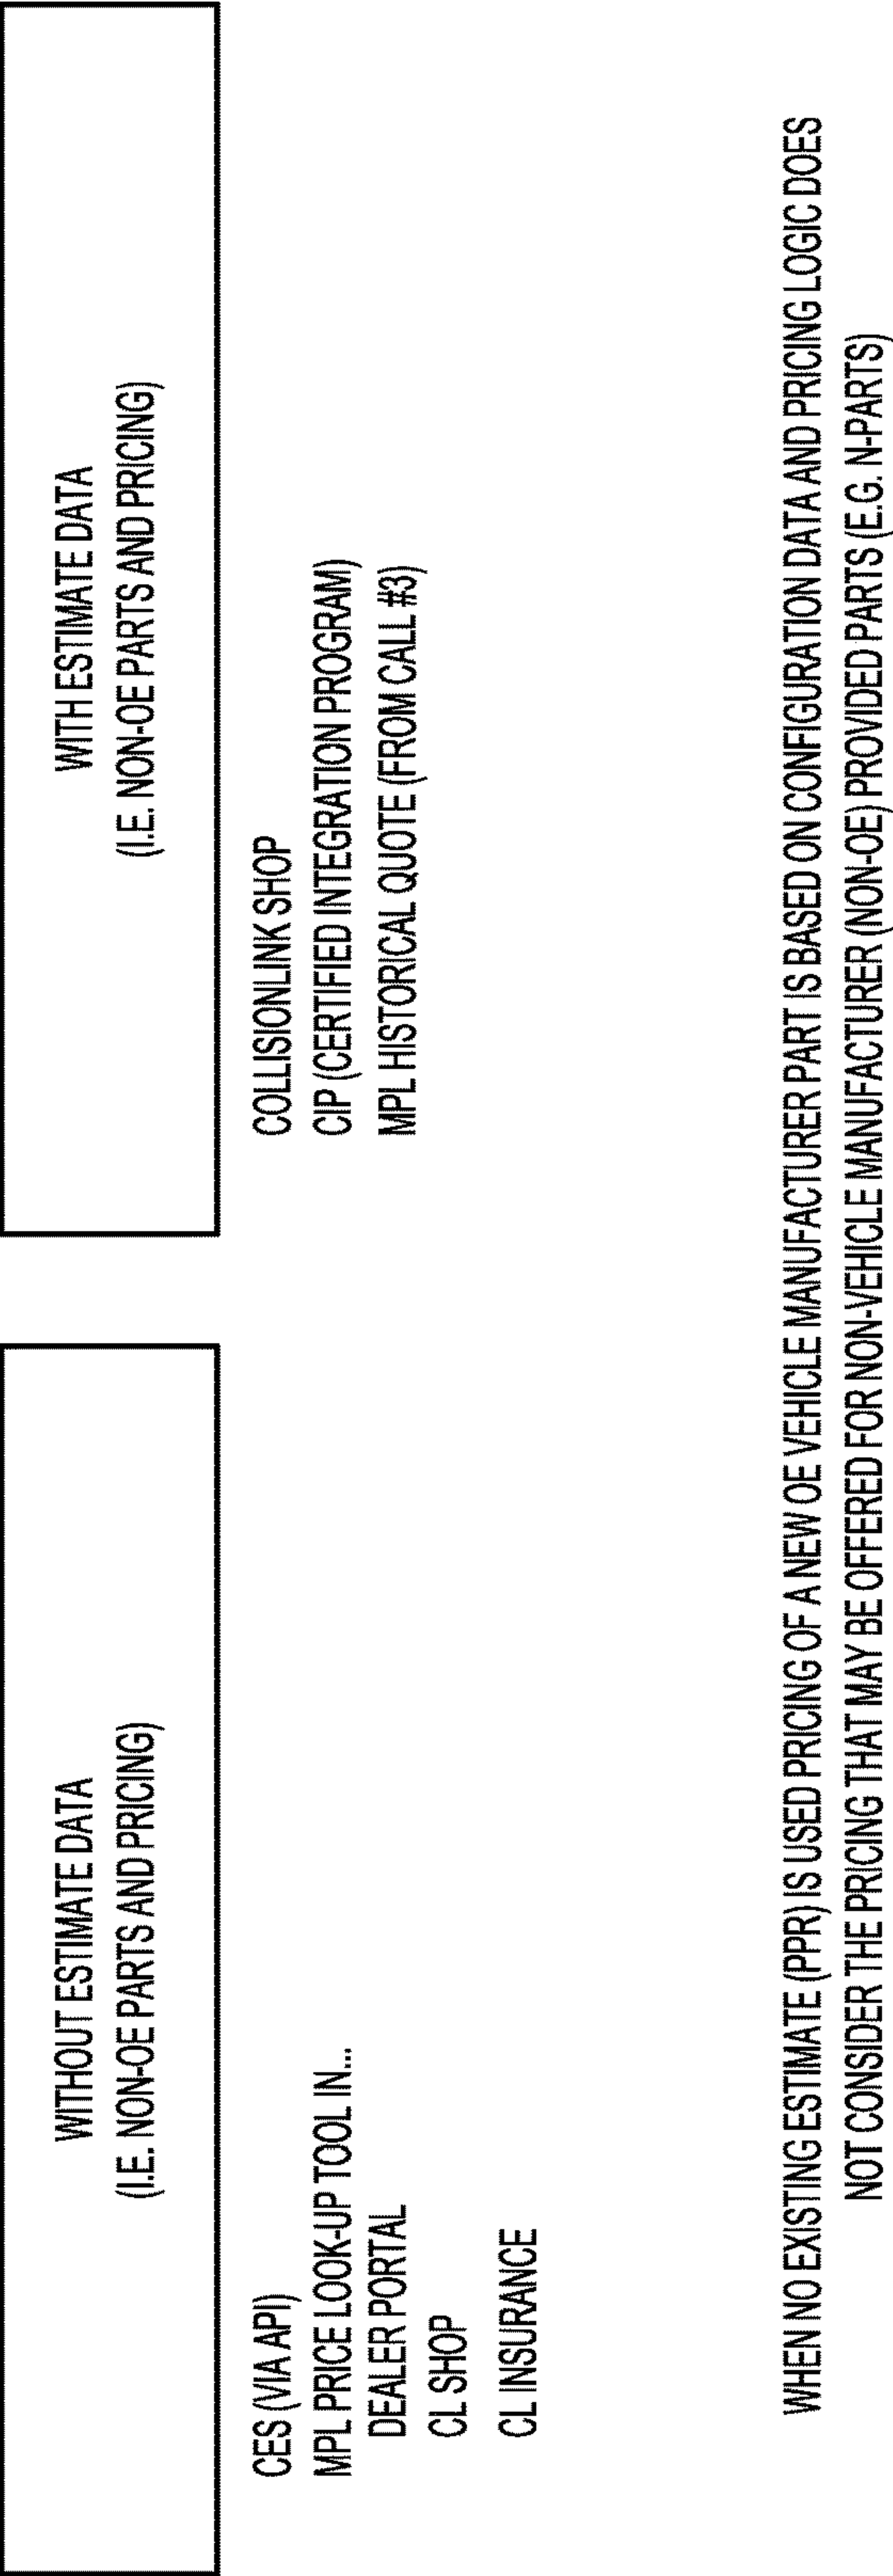 WITHOUT ESTIMATE DATA
(I.E. NON-OE PARTS AND PRICING)
CES (VIA API)
MPL PRICE LOOK-UP TOOL IN...
DEALER PORTAL
CL SHOP
CL INSURANCE
WITH ESTIMATE DATA
(I.E. NON-OE PARTS AND PRICING)
COLLISIONLINK SHOP
CIP (CERTIFIED INTEGRATION PROGRAM)
MPL HISTORICAL QUOTE (FROM CALL #3)
WHEN NO EXISTING ESTIMATE (PPR) IS USED PRICING OF A NEW OE VEHICLE MANUFACTURER PART IS BASED ON CONFIGURATION DATA AND PRICING LOGIC DOES
NOT CONSIDER THE PRICING THAT MAY BE OFFERED FOR NON-VEHICLE MANUFACTURER (NON-OE) PROVIDED PARTS (E.G. N-PARTS)